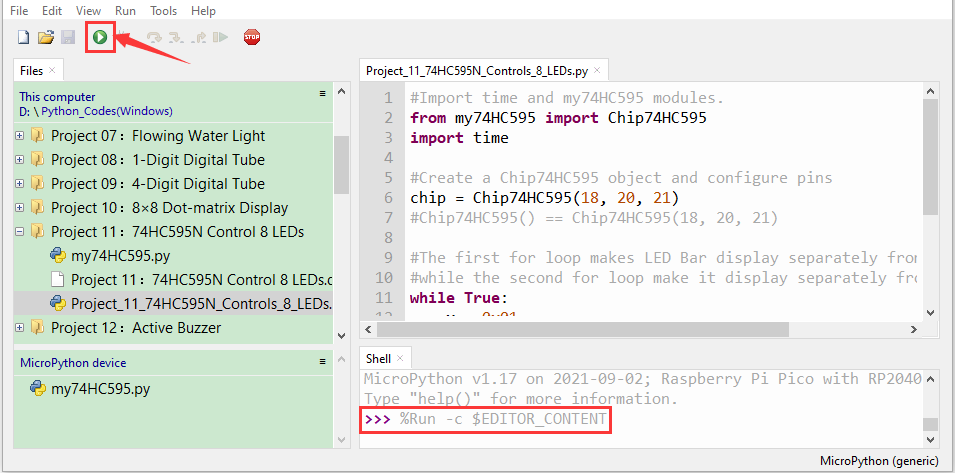 File Edit View Run Tools Help
STOP
Files
This computer
D: \ Python_Codes(Windows)
Project 07：Flowing Water Light
Project 08：1-Digit Digital Tube
Project 09：4-Digit Digital Tube
Project 10：8×8 Dot-matrix Display
Project 11：74HC595N Control 8 LEDs
my74HC595.py
Project 11：74HC595N Control 8 LEDs.c
Project_11_74HC595N_Controls_8_LEDs.
Project 12：Active Buzzer
MicroPython device
my74HC595.py
Project_11_74HC595N_Controls_8_LEDs.py
1 #Import time and my74HC595 modules.
2 from my74HC595 import Chip74HC595
3 import time
4
5 #Create a Chip74HC595 object and configure pins
6 chip = Chip74HC595(18, 20, 21)
7 #Chip74HC595() == Chip74HC595(18, 20, 21)
8
9 #The first for loop makes LED Bar display separately from
10 #while the second for loop make it display separately fro
11 while True:
Shell
MicroPython v1.17 on 2021-09-02; Raspberry Pi Pico with RP2040
Type "help()" for more information.
>>> %Run -c $EDITOR_CONTENT
MicroPython (generic)